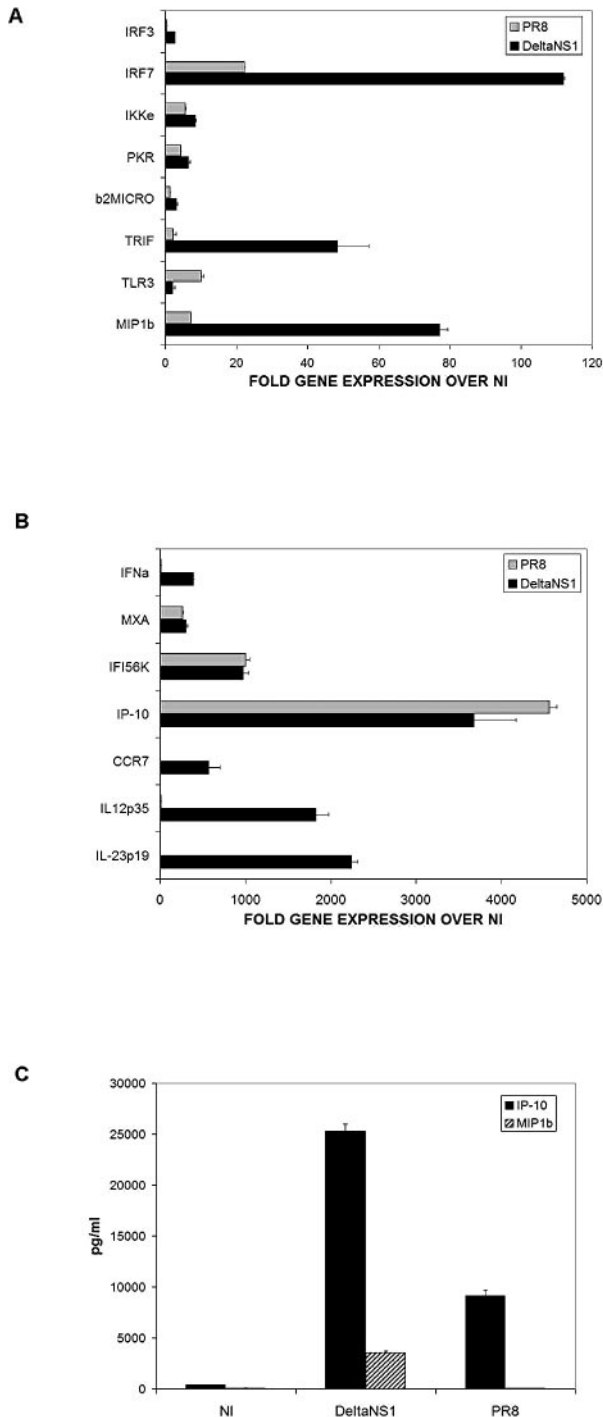 A
IRF3
IRF7
IKKe
PKR
b2MICRO
TRIF
TLR3
MIP1b
PR8
DeltaNS1
0 20 40 60 80 100 120
FOLD GENE EXPRESSION OVER NI
B
IFNa
MXA
IFI56K
IP-10
CCR7
IL12p35
IL-23p19
PR8
DeltaNS1
0 1000 2000 3000 4000 5000
FOLD GENE EXPRESSION OVER NI
C
30000
25000
20000
15000
10000
5000
0
pg/ml
IP-10
MIP1b
NI DeltaNS1 PR8